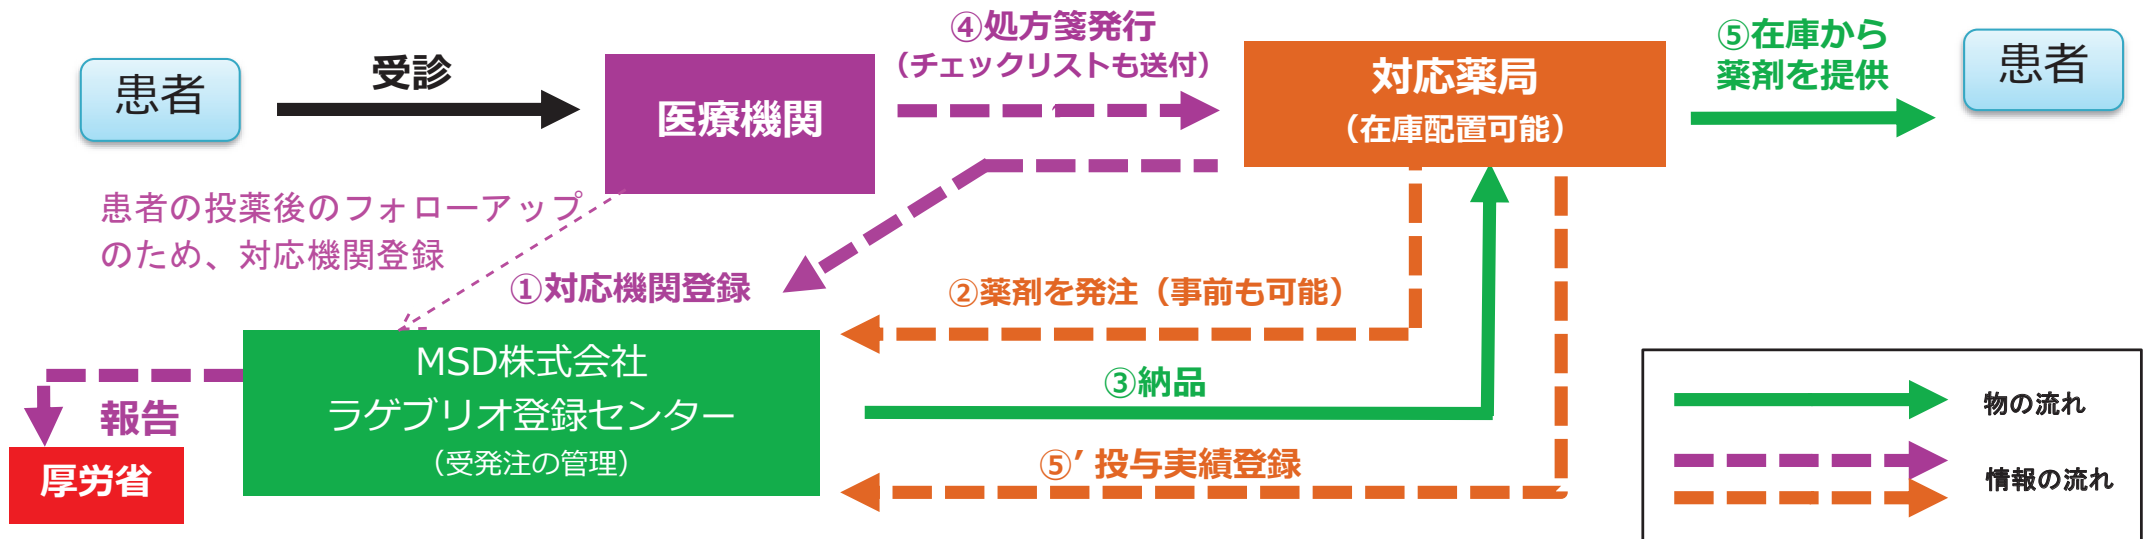 患者
受診
医療機関
④処方箋発行
（チェックリストも送付）
対応薬局
（在庫配置可能）
⑤在庫から
薬剤を提供
患者
患者の投薬後のフォローアップ
のため、対応機関登録
①対応機関登録
②薬剤を発注（事前も可能）
MSD株式会社
ラゲブリオ登録センター
（受発注の管理）
③納品
⑤’ 投与実績登録
報告
厚労省
物の流れ
情報の流れ